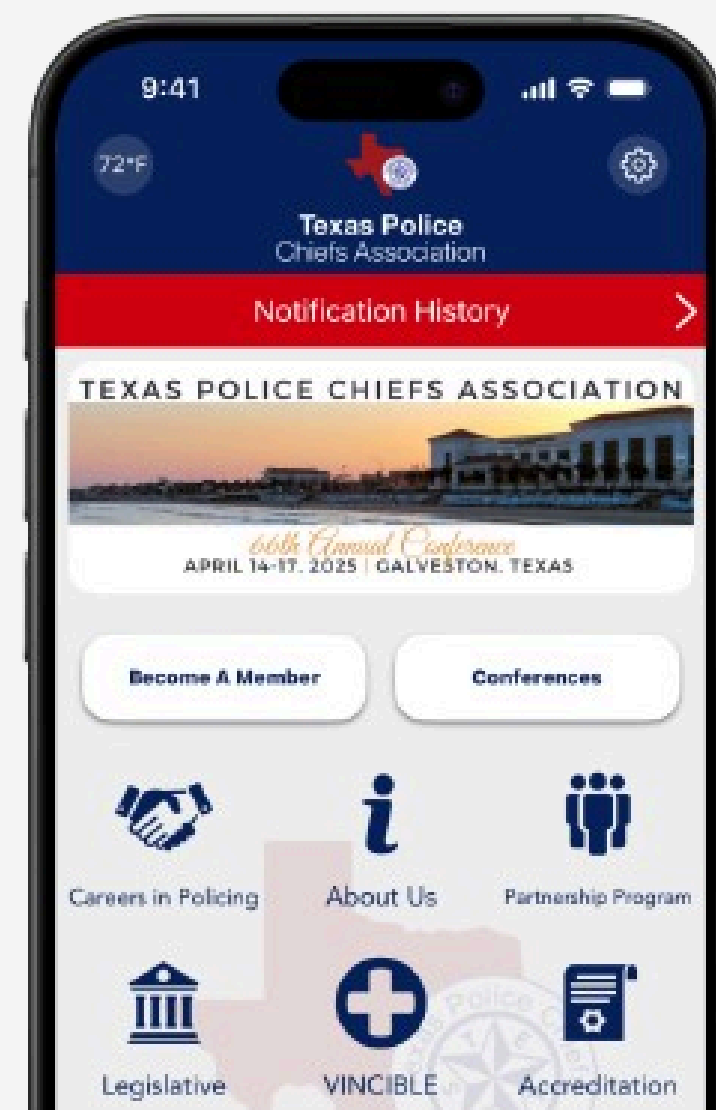 9:41
72°F
Texas Police
Chiefs Association
Notification History
TEXAS POLICE CHIEFS ASSOCIATION
66th Annual Conference
APRIL 14-17, 2025 | GALVESTON, TEXAS
Become A Member
Conferences
Careers in Policing
About Us
Partnership Program
Legislative
VINCIBLE
Accreditation